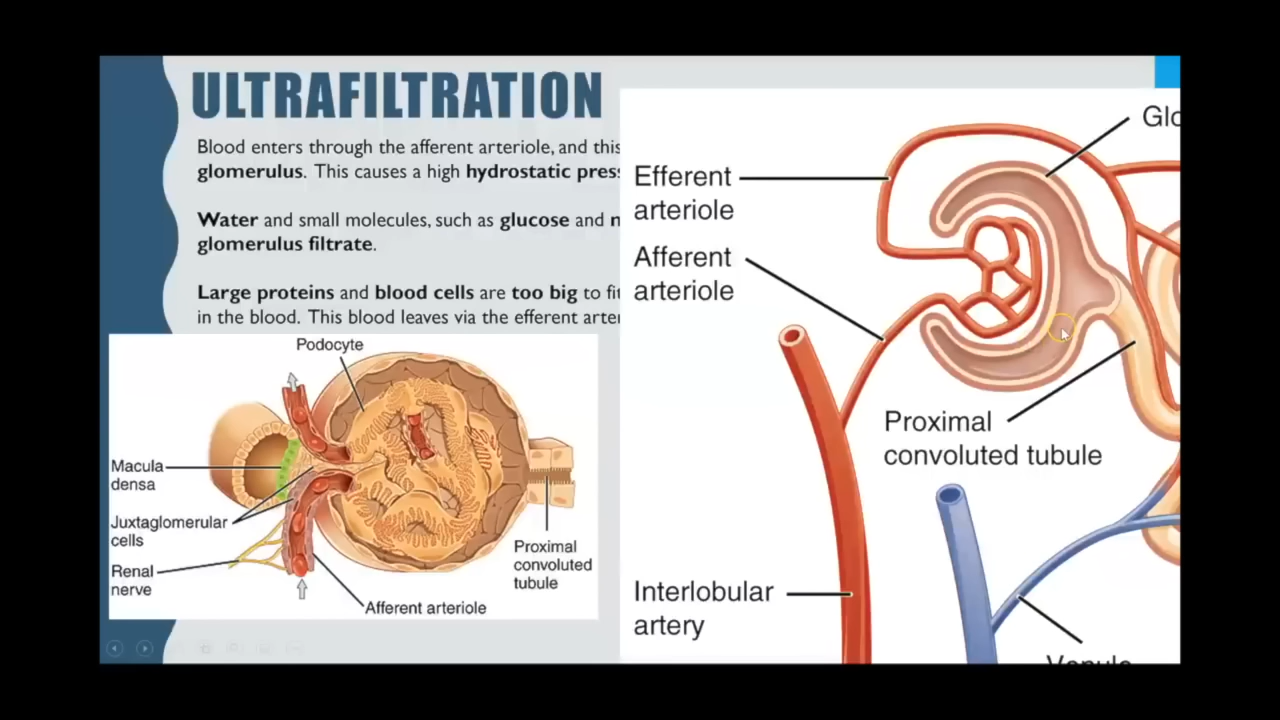 ULTRAFILTRATION
Blood enters through the afferent arteriole, and this
glomerulus. This causes a high hydrostatic pres
Water and small molecules, such as glucose and
glomerulus filtrate.
Large proteins and blood cells are too big to
in the blood. This blood leaves via the efferent
Podocyte
Macula
densa
Juxtaglomerular
cells
Renal
nerve
Afferent arteriole
Proximal
convoluted
tubule
Glo
Efferent
arteriole
Afferent
arteriole
Proximal
convoluted tubule
Interlobular
artery
Venule